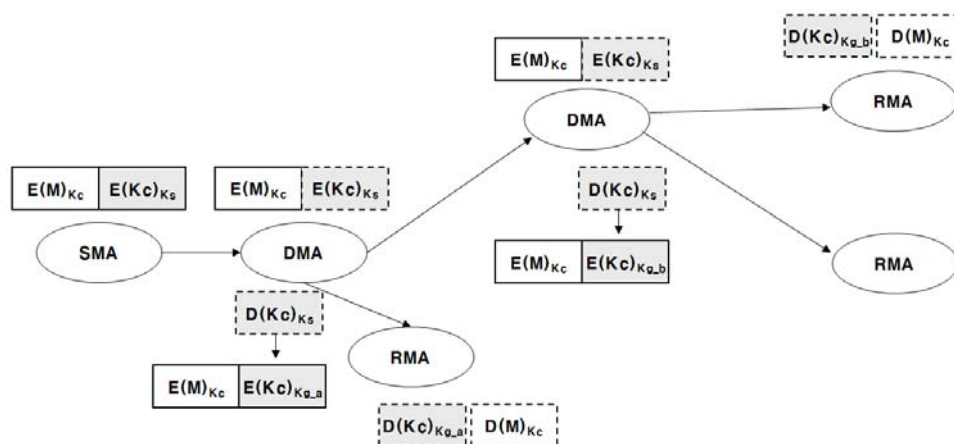 D(Kc)Kg_b D(M)Kc
E(M)Kc E(Kc)Ks
RMA
DMA
E(M)Kc E(Kc)Ks
E(M)Kc E(Kc)Ks
D(Kc)Ks
SMA
DMA
E(M)Kc E(Kc)Kg_b
RMA
D(Kc)Ks
RMA
E(M)Kc E(Kc)Kg_a
D(Kc)Kg_a D(M)Kc